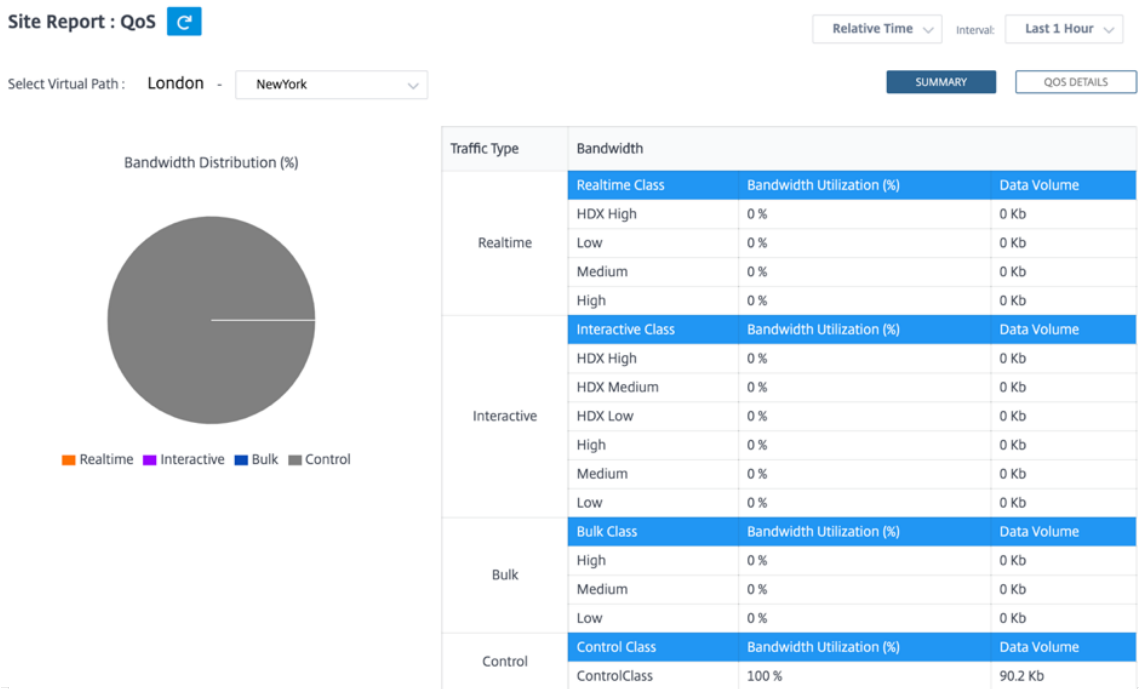 Site Report : QoS
Relative Time Interval: Last 1 Hour
Select Virtual Path : London - NewYork SUMMARY QOS DETAILS
Bandwidth Distribution (%)
Realtime Interactive Bulk Control
Traffic Type Bandwidth
Realtime
Realtime Class Bandwidth Utilization (%) Data Volume
HDX High 0 % 0 Kb
Low 0 % 0 Kb
Medium 0 % 0 Kb
High 0 % 0 Kb
Interactive
Interactive Class Bandwidth Utilization (%) Data Volume
HDX High 0 % 0 Kb
HDX Medium 0 % 0 Kb
HDX Low 0 % 0 Kb
High 0 % 0 Kb
Medium 0 % 0 Kb
Low 0 % 0 Kb
Bulk
Bulk Class Bandwidth Utilization (%) Data Volume
High 0 % 0 Kb
Medium 0 % 0 Kb
Low 0 % 0 Kb
Control
Control Class Bandwidth Utilization (%) Data Volume
ControlClass 100 % 90.2 Kb